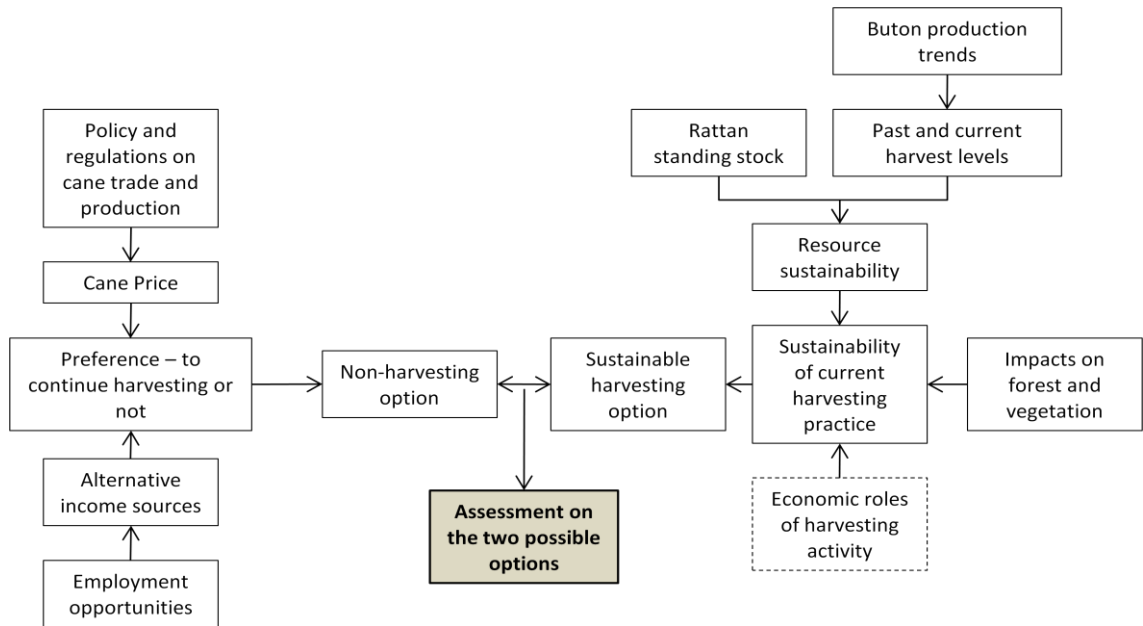 Buton production
trends
Policy and
regulations on
cane trade and
production
Rattan
standing stock
Past and current
harvest levels
Resource
sustainability
Cane Price
Preference – to
continue harvesting or
not
Non-harvesting
option
Sustainable
harvesting
option
Sustainability
of current
harvesting
practice
Impacts on
forest and
vegetation
Alternative
income sources
Assessment on
the two possible
options
Economic roles
of harvesting
activity
Employment
opportunities